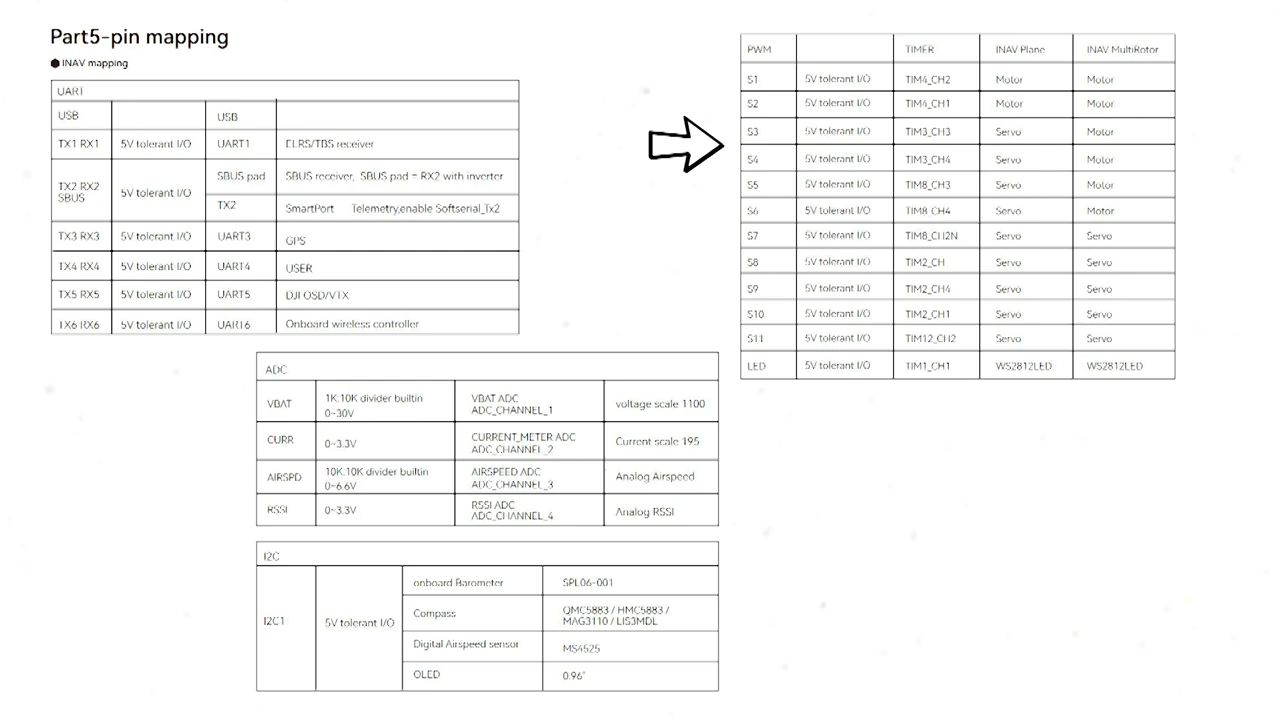 Part5-pin mapping
INAV mapping
UART
USB USB
TX1 RX1 5V tolerant I/O UART1 ELRS/TBS receiver
TX2 RX2
SBUS
5V tolerant I/O
SBUS pad SBUS receiver, SBUS pad = RX2 with inverter
TX2 SmartPort Telemetry,enable Softserial_Tx2
TX3 RX3 5V tolerant I/O UART3 GPS
TX4 RX4 5V tolerant I/O UART4 USER
TX5 RX5 5V tolerant I/O UART5 DJI OSD/VTX
TX6 RX6 5V tolerant I/O UART6 Onboard wireless controller
PWM TIMER INAV Plane INAV MultiRotor
S1 5V tolerant I/O TIM4_CH2 Motor Motor
S2 5V tolerant I/O TIM4_CH1 Motor Motor
S3 5V tolerant I/O TIM3_CH3 Servo Motor
S4 5V tolerant I/O TIM3_CH4 Servo Motor
S5 5V tolerant I/O TIM8_CH3 Servo Motor
S6 5V tolerant I/O TIM8_CH4 Servo Motor
S7 5V tolerant I/O TIM8_CH2N Servo Servo
S8 5V tolerant I/O TIM2_CH Servo Servo
S9 5V tolerant I/O TIM2_CH4 Servo Servo
S10 5V tolerant I/O TIM2_CH1 Servo Servo
S11 5V tolerant I/O TIM12_CH2 Servo Servo
LED 5V tolerant I/O TIM1_CH1 WS2812LED WS2812LED
ADC
VBAT
1K:10K divider builtin
0~30V
VBAT ADC
ADC_CHANNEL_1
voltage scale 1100
CURR
0~3.3V
CURRENT_METER ADC
ADC_CHANNEL_2
Current scale 195
AIRSPD
10K:10K divider builtin
0~6.6V
AIRSPEED ADC
ADC_CHANNEL_3
Analog Airspeed
RSSI
0~3.3V
RSSI ADC
ADC_CHANNEL_4
Analog RSSI
I2C
I2C1
5V tolerant I/O
onboard Barometer SPL06-001
Compass
QMC5883 / HMC5883 /
MAG3110 / LIS3MDL
Digital Airspeed sensor MS4525
OLED 0.96"